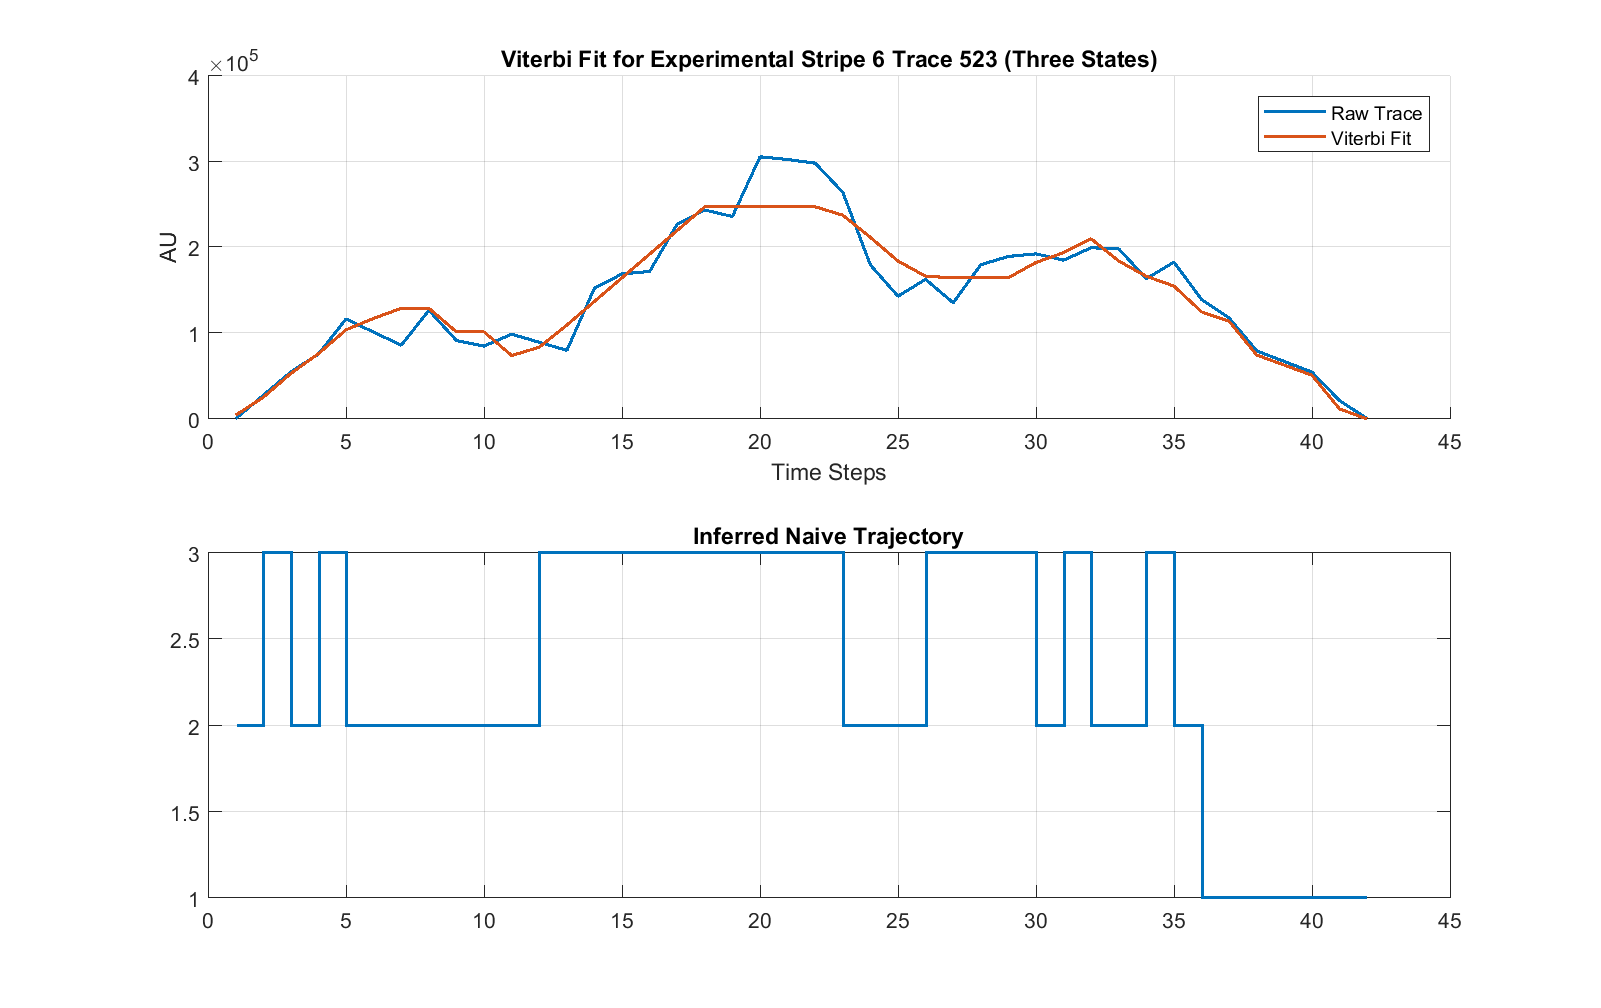 Viterbi Fit for Experimental Stripe 6 Trace 523 (Three States)
×10^5
4
3
2
1
0
AU
Raw Trace
Viterbi Fit
0 5 10 15 20 25 30 35 40 45
Time Steps
Inferred Naive Trajectory
3
2.5
2
1.5
1
0 5 10 15 20 25 30 35 40 45